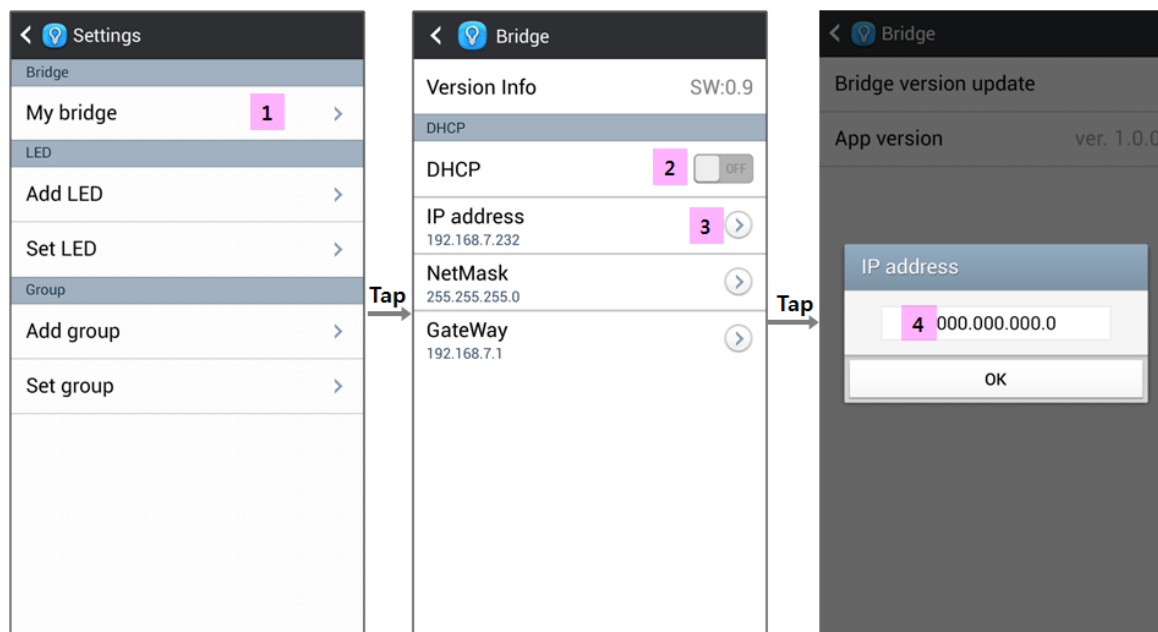 Settings
Bridge
My bridge 1
LED
Add LED
Set LED
Group
Add group
Set group
Tap
Bridge
Version Info SW:0.9
DHCP
DHCP 2 OFF
IP address 3
192.168.7.232
NetMask
255.255.255.0
GateWay
192.168.7.1
Tap
Bridge
Bridge version update
App version ver. 1.0.0
IP address
4 000.000.000.0
OK